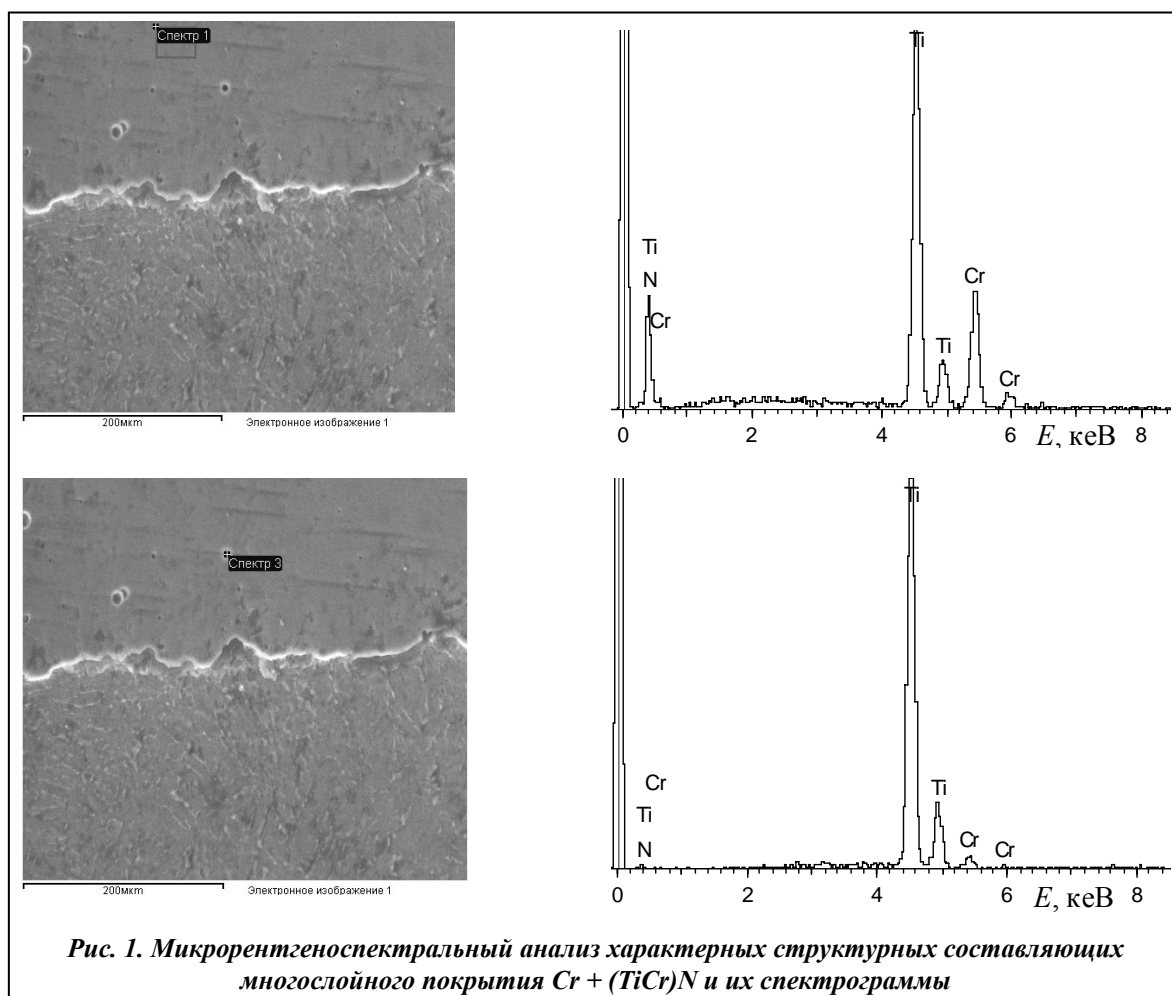 Спектр 1
200мкm
Электронное изображение 1
Ti
Ti
N
Cr
Cr
Ti
Cr
0 2 4 6 8
E, кеВ
Спектр 3
200мкm
Электронное изображение 1
Ti
Cr
Ti
N
Ti
Cr
Cr
0 2 4 6 8
E, кеВ
Рис. 1. Микрорентгеноспектральный анализ характерных структурных составляющих
многослойного покрытия Cr + (TiCr)N и их спектрограммы